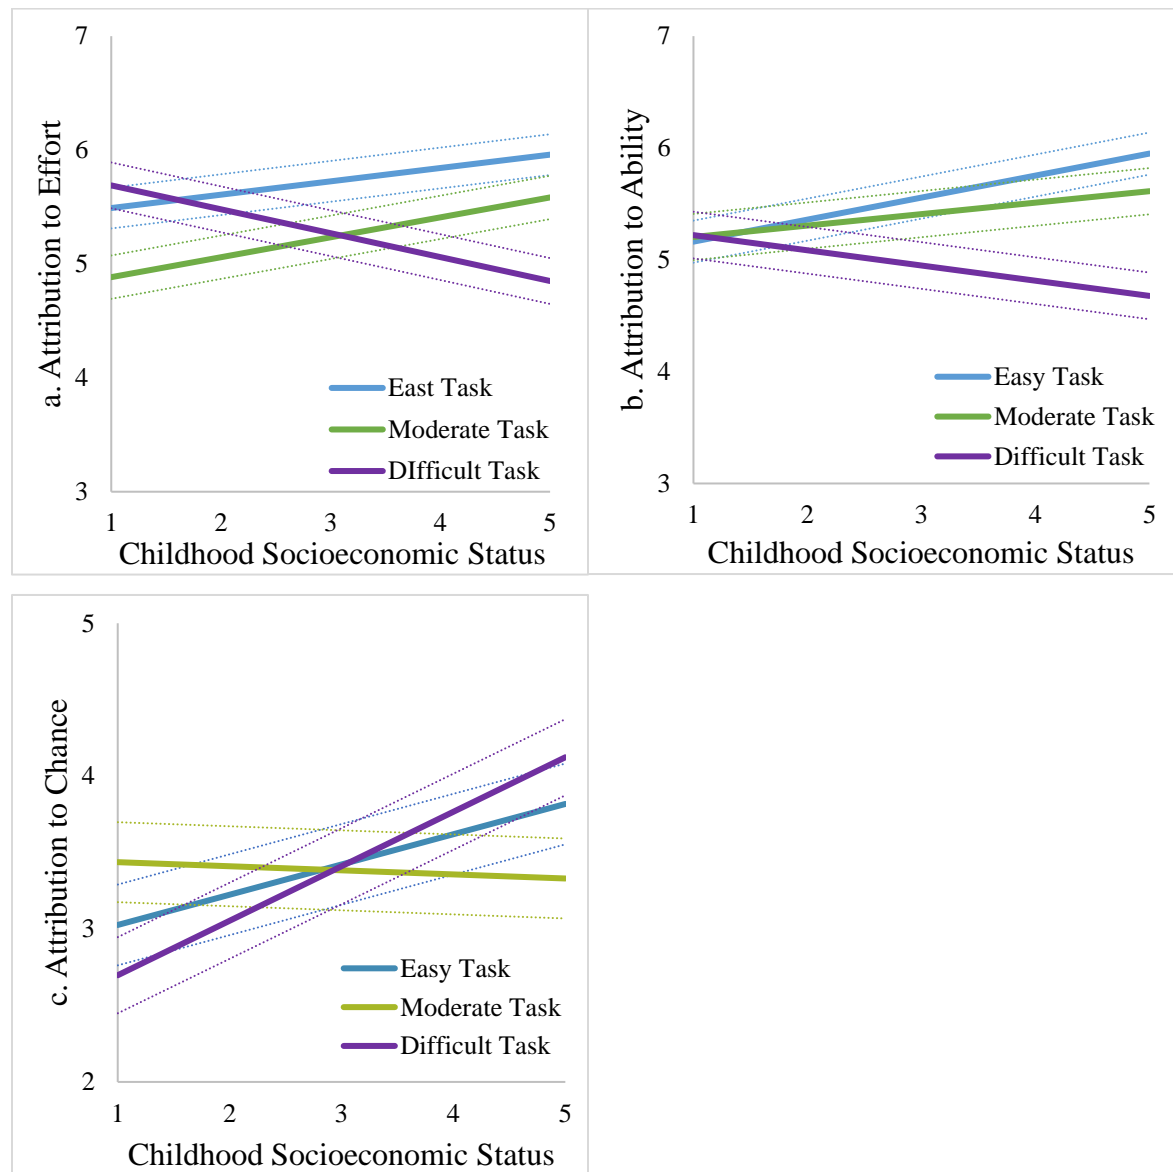 7
6
5
4
3
a. Attribution to Effort
East Task
Moderate Task
DIfficult Task
1 2 3 4 5
Childhood Socioeconomic Status
7
6
5
4
3
b. Attribution to Ability
Easy Task
Moderate Task
Difficult Task
1 2 3 4 5
Childhood Socioeconomic Status
5
4
3
2
c. Attribution to Chance
Easy Task
Moderate Task
Difficult Task
1 2 3 4 5
Childhood Socioeconomic Status